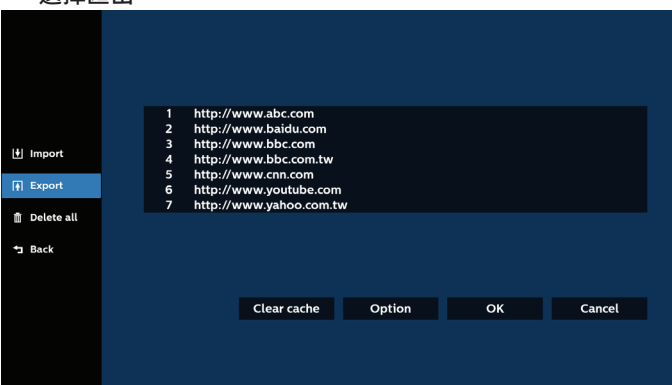 Import
Export
Delete all
Back
1 http://www.abc.com
2 http://www.baidu.com
3 http://www.bbc.com
4 http://www.bbc.com.tw
5 http://www.cnn.com
6 http://www.youtube.com
7 http://www.yahoo.com.tw
Clear cache Option OK Cancel